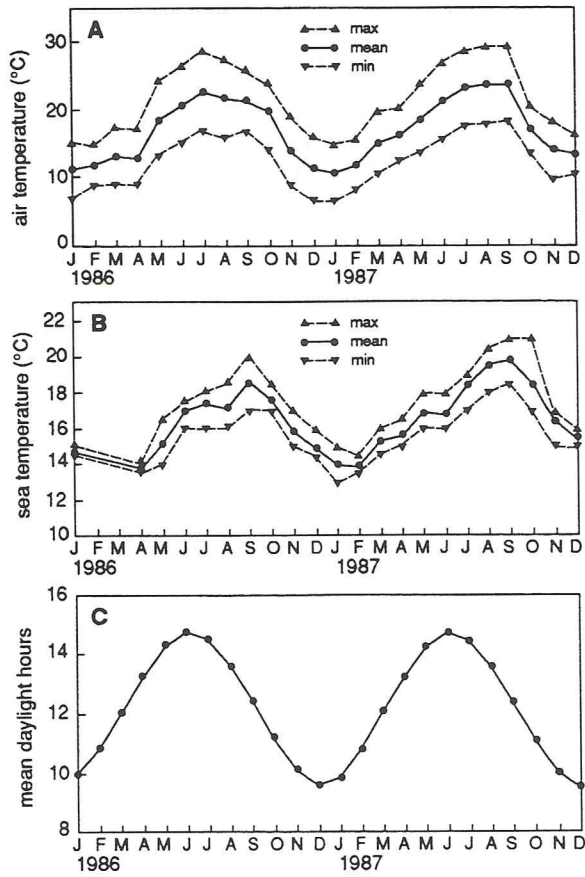 A
max
mean
min
air temperature (°C)
30
20
10
0
J F M A M J J A S O N D J F M A M J J A S O N D
1986 1987
B
max
mean
min
sea temperature (°C)
22
20
18
16
14
12
10
J F M A M J J A S O N D J F M A M J J A S O N D
1986 1987
C
mean daylight hours
16
14
12
10
8
J F M A M J J A S O N D J F M A M J J A S O N D
1986 1987